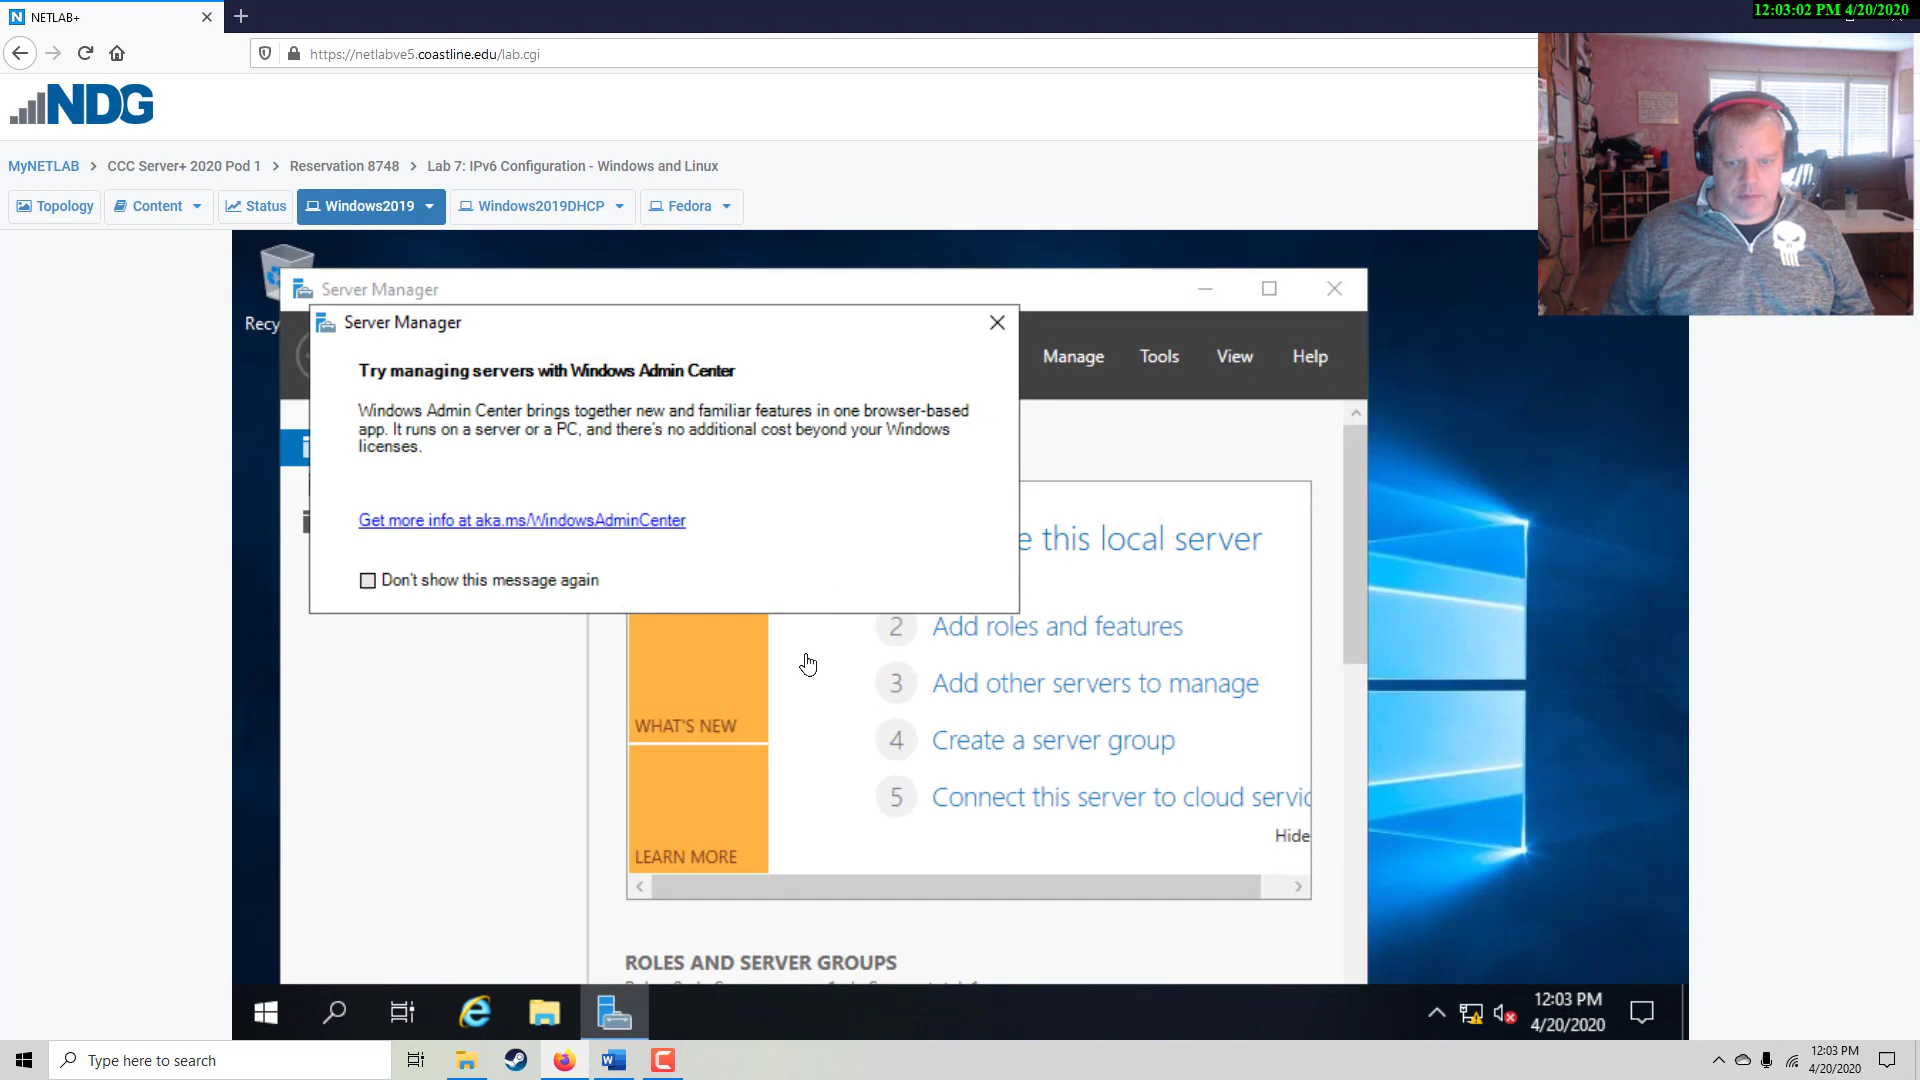 NETLAB+
12:03:02 PM 4/20/2020
https://netlabve5.coastline.edu/lab.cgi
NDG
MyNETLAB > CCC Server+ 2020 Pod 1 > Reservation 8748 > Lab 7: IPv6 Configuration - Windows and Linux
Topology Content Status Windows2019 Windows2019DHCP Fedora
Recy
Server Manager
Server Manager
Manage Tools View Help
Try managing servers with Windows Admin Center
Windows Admin Center brings together new and familiar features in one browser-based
app. It runs on a server or a PC, and there's no additional cost beyond your Windows
licenses.
Get more info at aka.ms/WindowsAdminCenter
e this local server
Don't show this message again
2 Add roles and features
3 Add other servers to manage
WHAT'S NEW
4 Create a server group
5 Connect this server to cloud servic
Hide
LEARN MORE
ROLES AND SERVER GROUPS
12:03 PM
4/20/2020
Type here to search
12:03 PM
4/20/2020